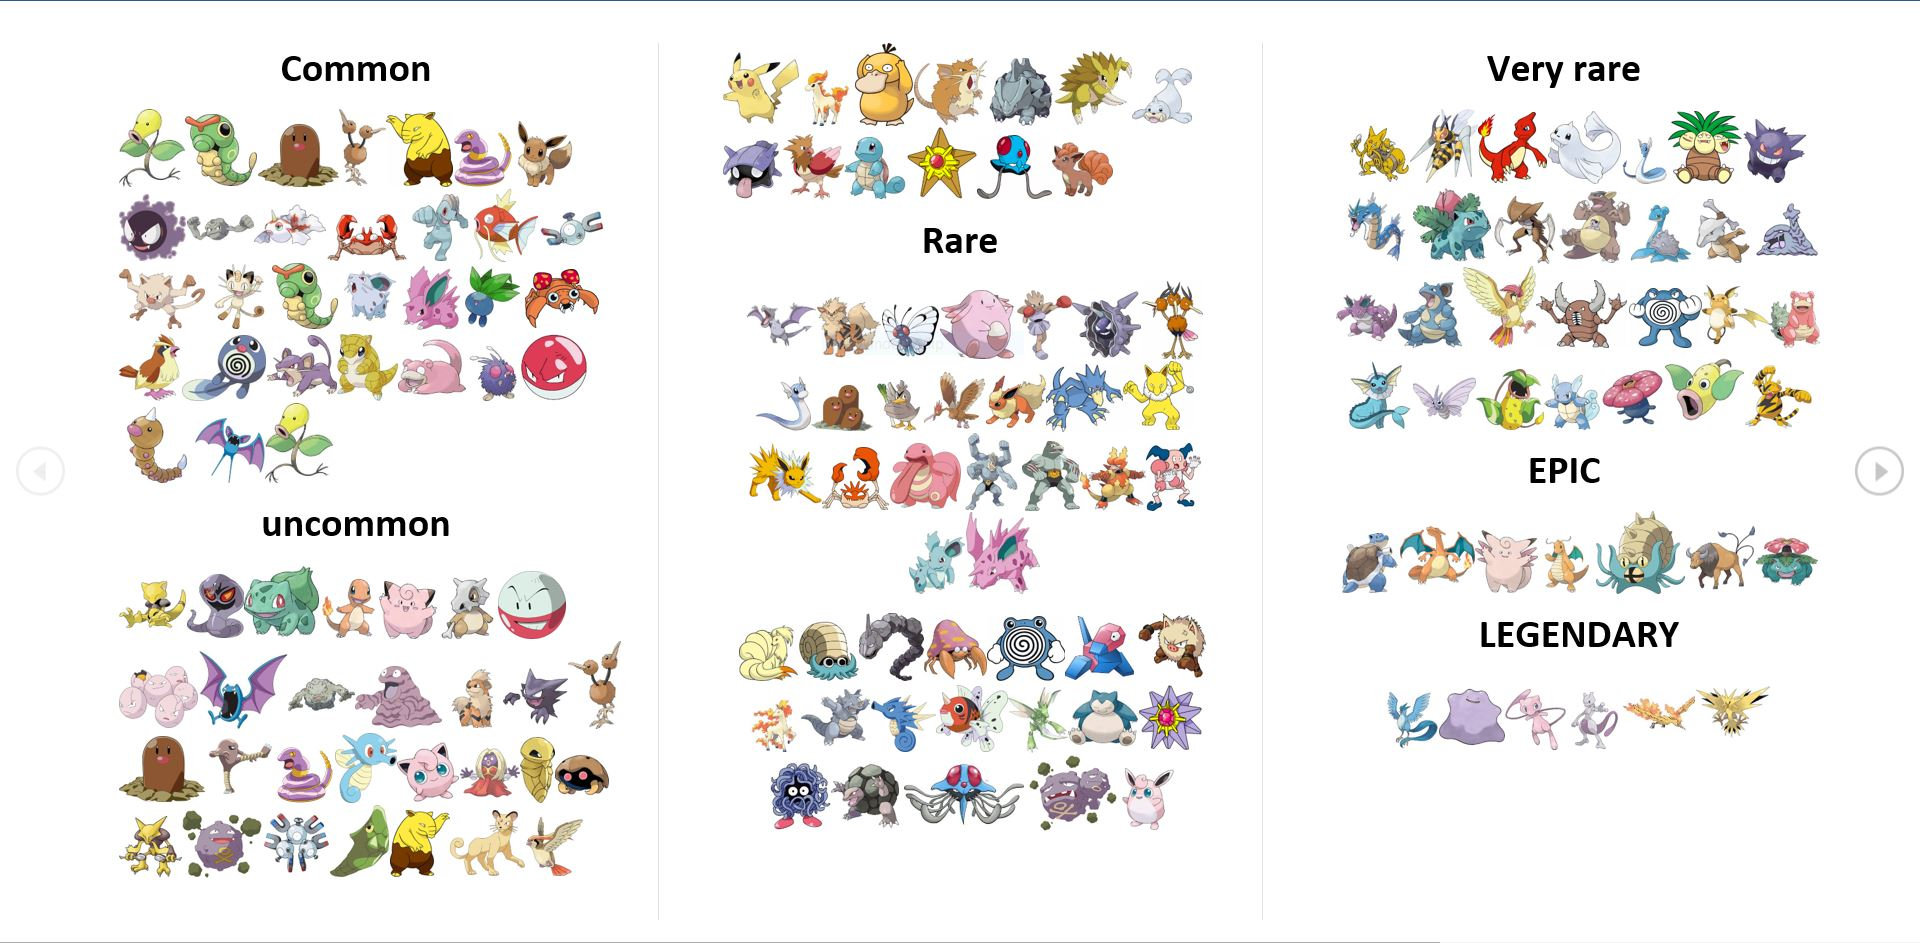 Common
uncommon
Rare
Very rare
EPIC
LEGENDARY